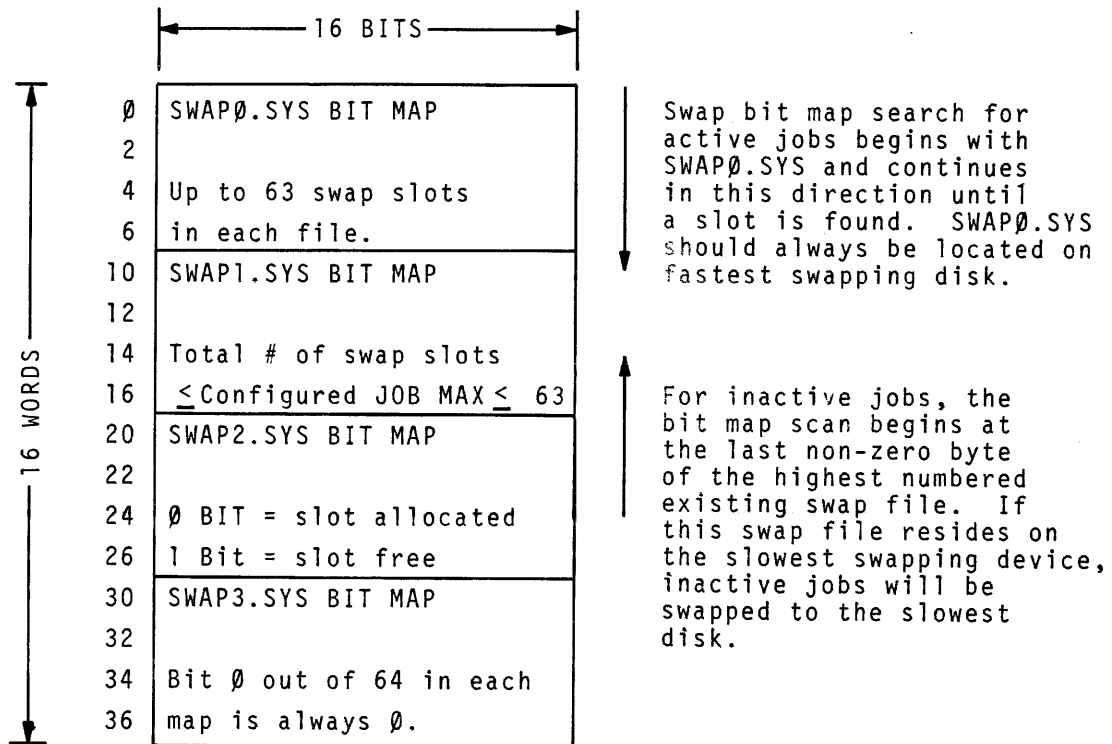 16 BITS
16 WORDS
Ø SWAPØ.SYS BIT MAP
2
4 Up to 63 swap slots
6 in each file.
10 SWAP1.SYS BIT MAP
12
14 Total # of swap slots
16 ≤Configured JOB MAX≤ 63
20 SWAP2.SYS BIT MAP
22
24 Ø BIT = slot allocated
26 1 Bit = slot free
30 SWAP3.SYS BIT MAP
32
34 Bit Ø out of 64 in each
36 map is always Ø.
Swap bit map search for
active jobs begins with
SWAPØ.SYS and continues
in this direction until
a slot is found. SWAPØ.SYS
should always be located on
fastest swapping disk.
For inactive jobs, the
bit map scan begins at
the last non-zero byte
of the highest numbered
existing swap file. If
this swap file resides on
the slowest swapping device,
inactive jobs will be
swapped to the slowest
disk.